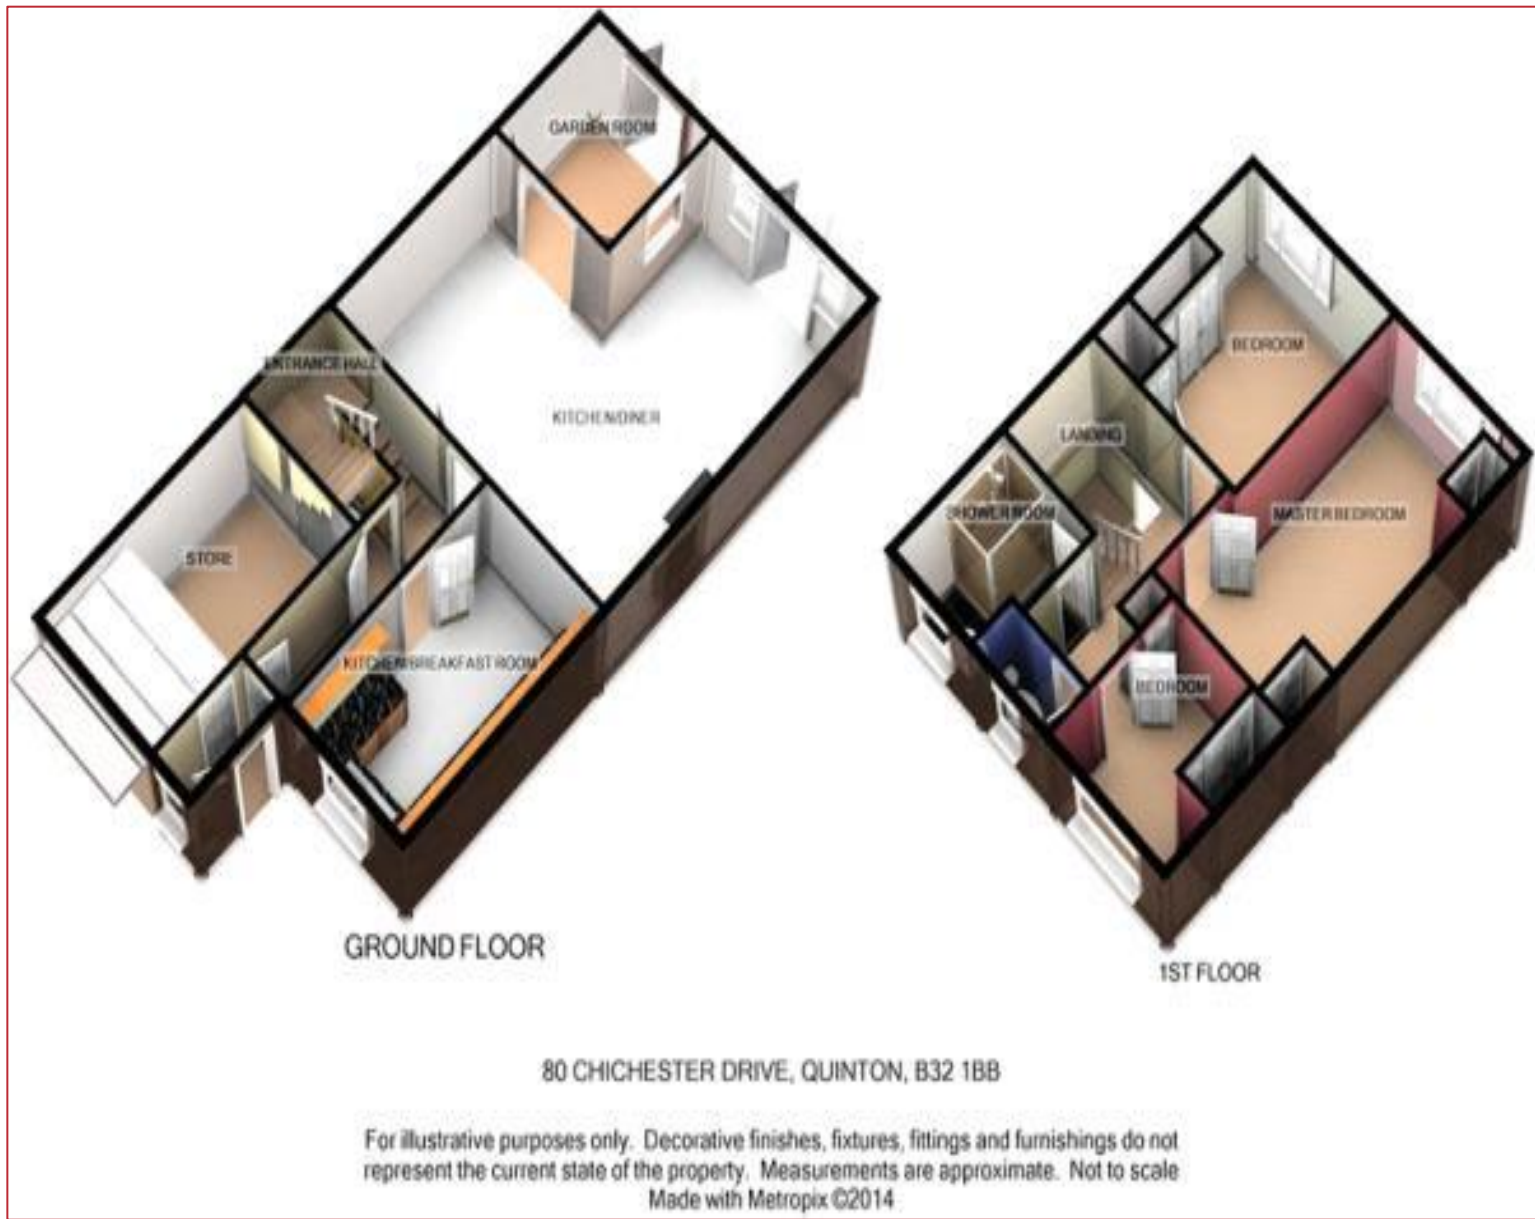 GARDEN ROOM
ENTRANCE HALL
KITCHEN/DINER
STORE
KITCHEN/BREAKFAST ROOM
GROUND FLOOR
BEDROOM
LANDING
SHOWER ROOM
MASTER BEDROOM
BEDROOM
1ST FLOOR
80 CHICHESTER DRIVE, QUINTON, B32 1BB
For illustrative purposes only. Decorative finishes, fixtures, fittings and furnishings do not
represent the current state of the property. Measurements are approximate. Not to scale
Made with Metropix ©2014